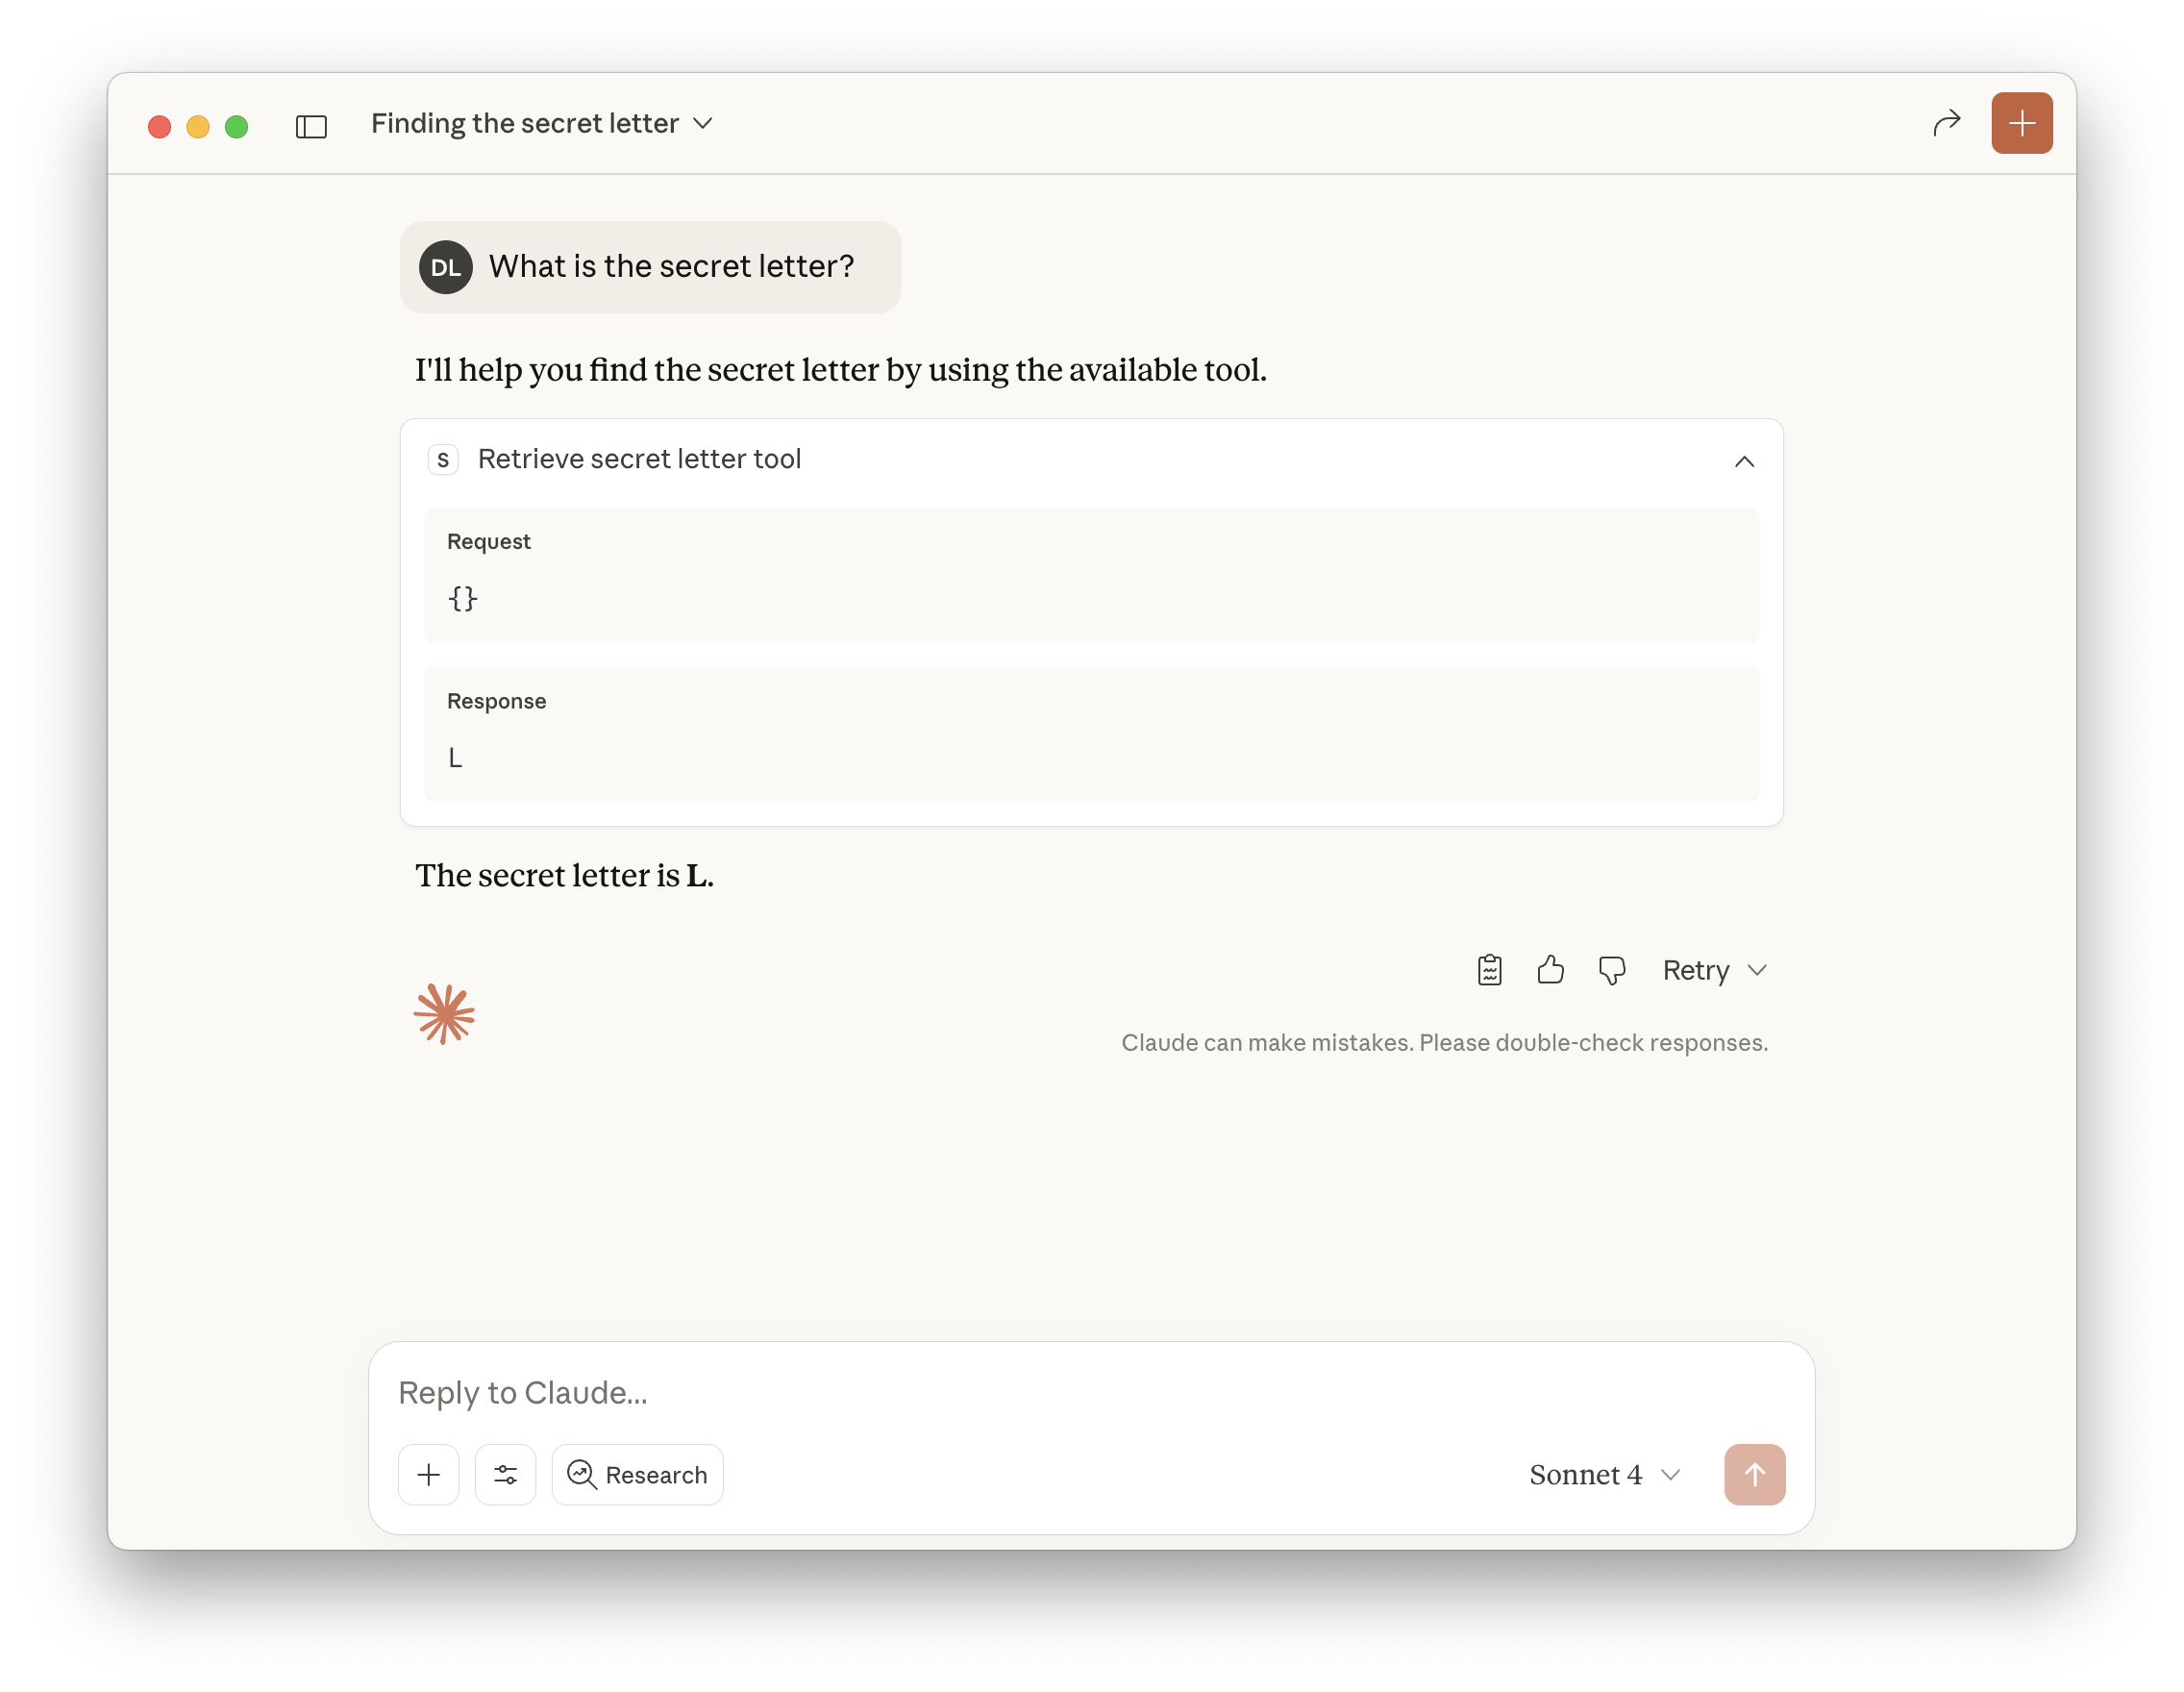 Finding the secret letter
DL What is the secret letter?
I'll help you find the secret letter by using the available tool.
S Retrieve secret letter tool
Request
{}
Response
L
The secret letter is L.
Retry
Claude can make mistakes. Please double-check responses.
Reply to Claude...
Research
Sonnet 4